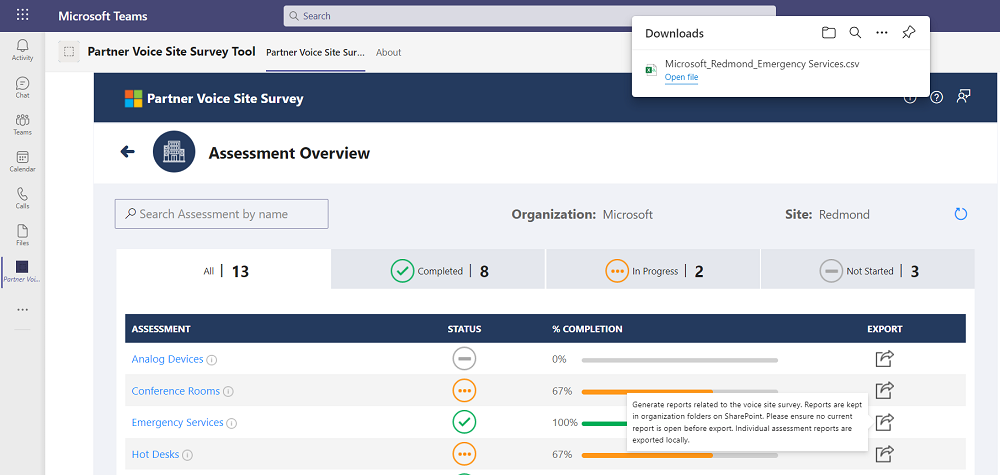 Microsoft Teams
Search
Downloads
Microsoft_Redmond_Emergency Services.csv
Open file
Activity
Chat
Teams
Calendar
Calls
Files
Partner Voi...
Partner Voice Site Survey Tool
Partner Voice Site Sur...
About
Partner Voice Site Survey
Assessment Overview
Search Assessment by name
Organization: Microsoft
Site: Redmond
All | 13
Completed | 8
In Progress | 2
Not Started | 3
ASSESSMENT STATUS % COMPLETION EXPORT
Analog Devices 0%
Conference Rooms 67%
Emergency Services 100%
Hot Desks 67%
Generate reports related to the voice site survey. Reports are kept
in organization folders on SharePoint. Please ensure no current
report is open before export. Individual assessment reports are
exported locally.